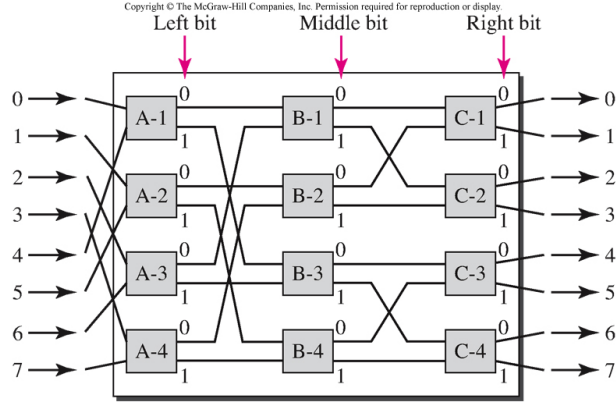 Copyright © The McGraw-Hill Companies, Inc. Permission required for reproduction or display.
Left bit Middle bit Right bit
0 0 0 0 0
A-1 B-1 C-1
1 1 1 1 1
0 0 0
2 A-2 B-2 C-2 2
3 1 1 1 3
0 0 0
4 A-3 B-3 C-3 4
5 1 1 1 5
6 0 0 0 6
A-4 B-4 C-4
7 1 1 1 7